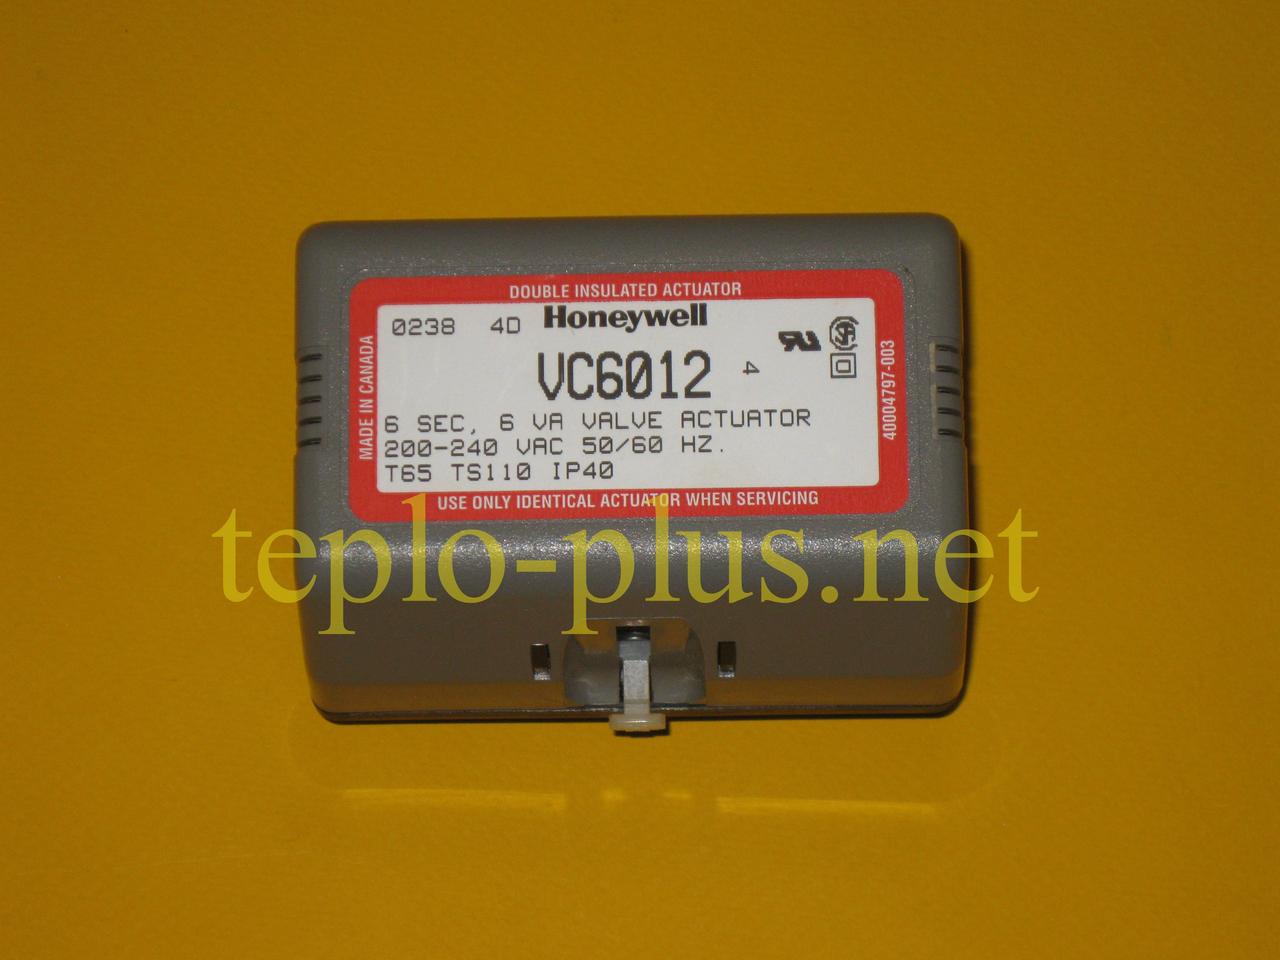 DOUBLE INSULATED ACTUATOR
0238 4D Honeywell
VC6012 4
6 SEC, 6 VA VALVE ACTUATOR
200-240 VAC 50/60 HZ.
T65 TS110 IP40
USE ONLY IDENTICAL ACTUATOR WHEN SERVICING
MADE IN CANADA
40004797-003
teplo-plus.net